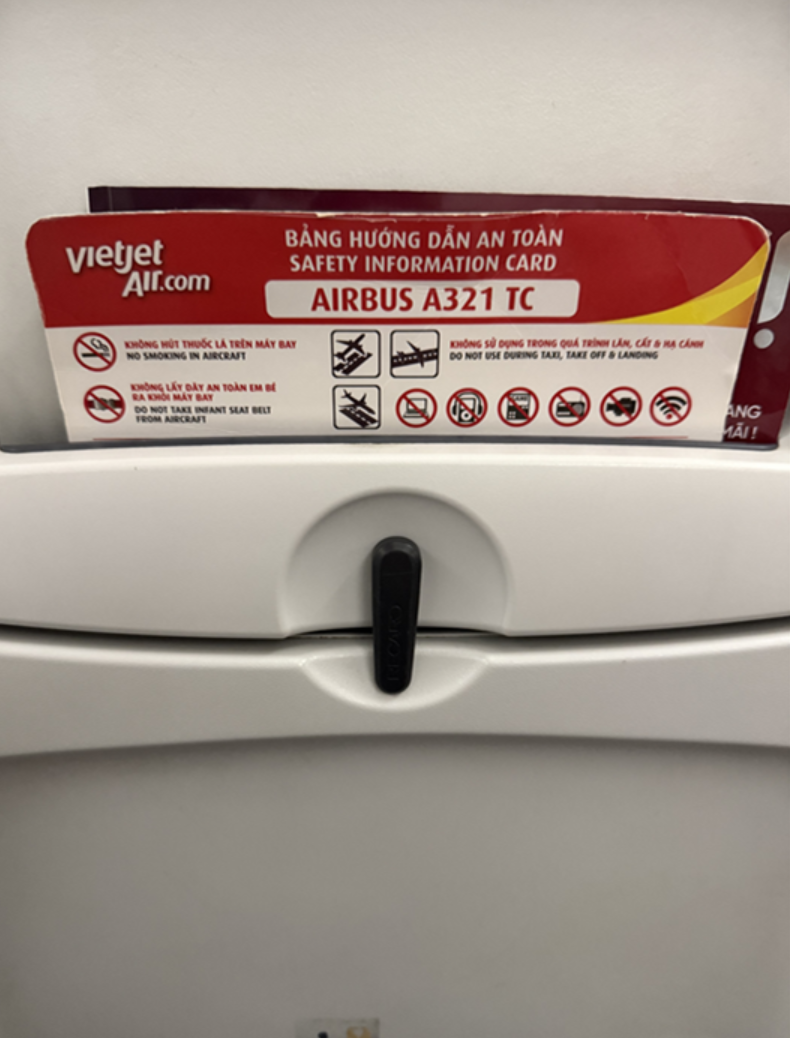 vietjet
Air.com
BẢNG HƯỚNG DẪN AN TOÀN
SAFETY INFORMATION CARD
AIRBUS A321 TC
KHÔNG HÚT THUỐC LÁ TRÊN MÁY BAY
NO SMOKING IN AIRCRAFT
KHÔNG LẤY DÂY AN TOÀN EM BÉ
RA KHỎI MÁY BAY
DO NOT TAKE INFANT SEAT BELT
FROM AIRCRAFT
KHÔNG SỬ DỤNG TRONG QUÁ TRÌNH LĂN, CẤT & HẠ CÁNH
DO NOT USE DURING TAXI, TAKE OFF & LANDING
ANG
MÃI !
RECARO